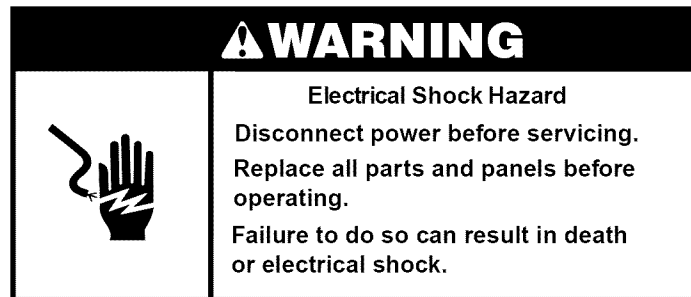 WARNING
Electrical Shock Hazard
Disconnect power before servicing.
Replace all parts and panels before
operating.
Failure to do so can result in death
or electrical shock.